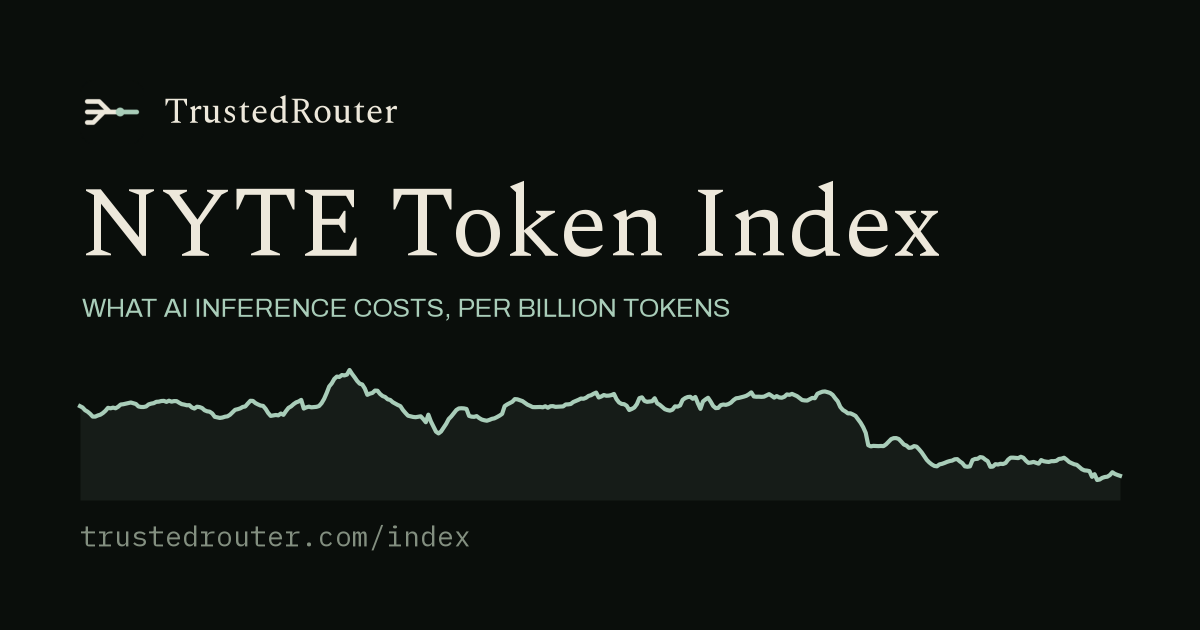 TrustedRouter
NYTE Token Index
WHAT AI INFERENCE COSTS, PER BILLION TOKENS
trustedrouter.com/index